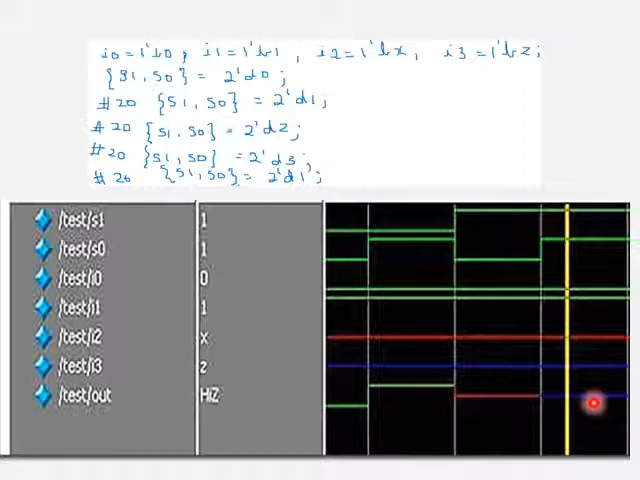 i0=1'b0, i1=1'b1, i2=1'bx, i3=1'bz;
{S1,S0} = 2'd0;
#20 {S1,S0} = 2'd1;
#20 {S1,S0} = 2'd2;
#20 {S1,S0} = 2'd3;
#20 {S1,S0} = 2'd1;
/test/s1 1
/test/s0 1
/test/i0 0
/test/i1 1
/test/i2 x
/test/i3 z
/test/out HiZ